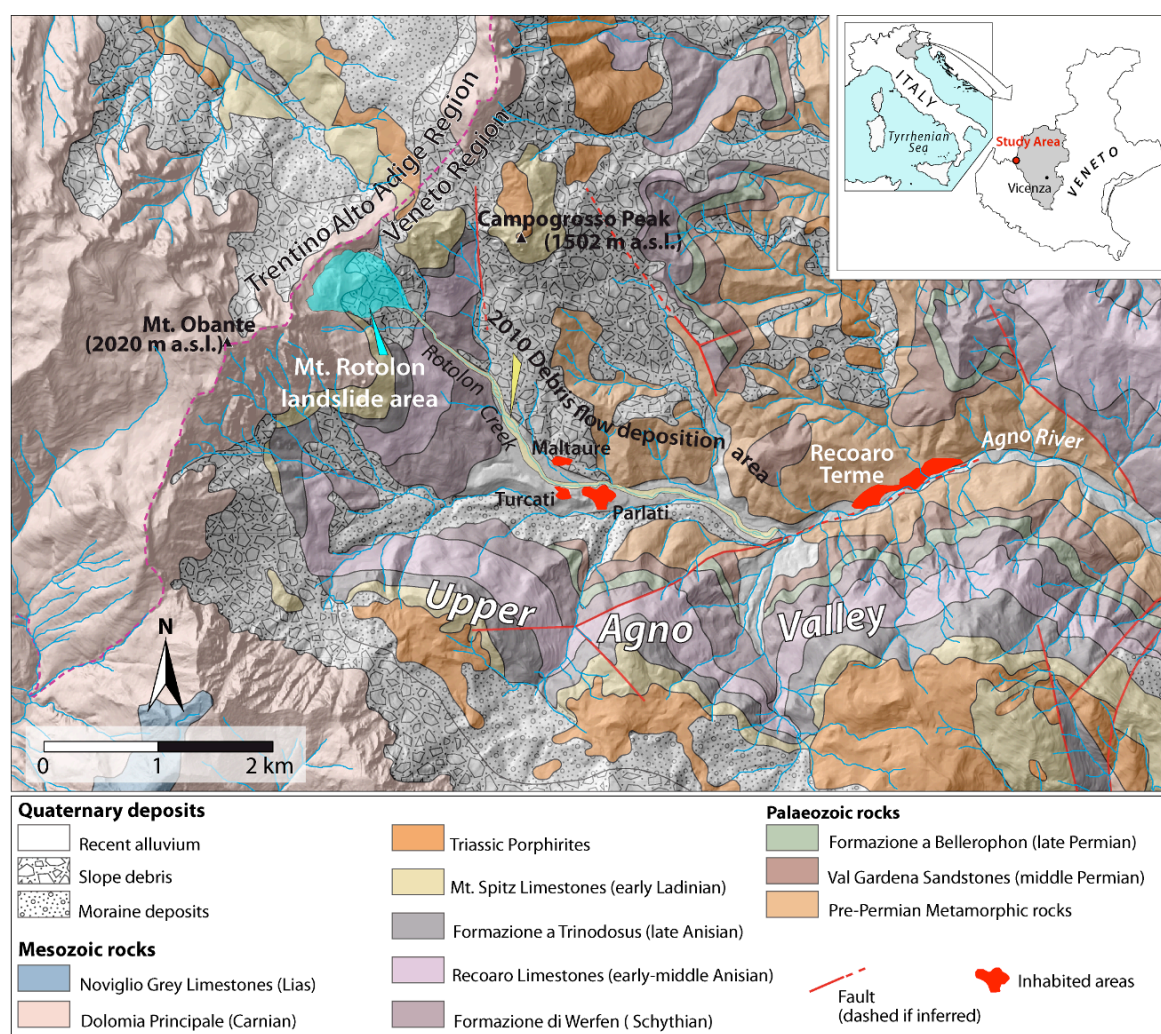 Trentino Alto Adige Region
Veneto Region
Campogrosso Peak
(1502 m a.s.l.)
Mt. Obante
(2020 m a.s.l.)
Mt. Rotolon
landslide area
Rotolon Creek
2010 Debris flow deposition area
Maltaure
Turcati
Parlati
Recoaro
Terme
Agno River
Upper Agno Valley
N
0 1 2 km
ITALY
Tyrrhenian
Sea
Study Area
Vicenza
VENETO
Quaternary deposits
Recent alluvium
Slope debris
Moraine deposits
Mesozoic rocks
Noviglio Grey Limestones (Lias)
Dolomia Principale (Carnian)
Triassic Porphirites
Mt. Spitz Limestones (early Ladinian)
Formazione a Trinodosus (late Anisian)
Recoaro Limestones (early-middle Anisian)
Formazione di Werfen ( Schythian)
Palaeozoic rocks
Formazione a Bellerophon (late Permian)
Val Gardena Sandstones (middle Permian)
Pre-Permian Metamorphic rocks
Fault
(dashed if inferred)
Inhabited areas